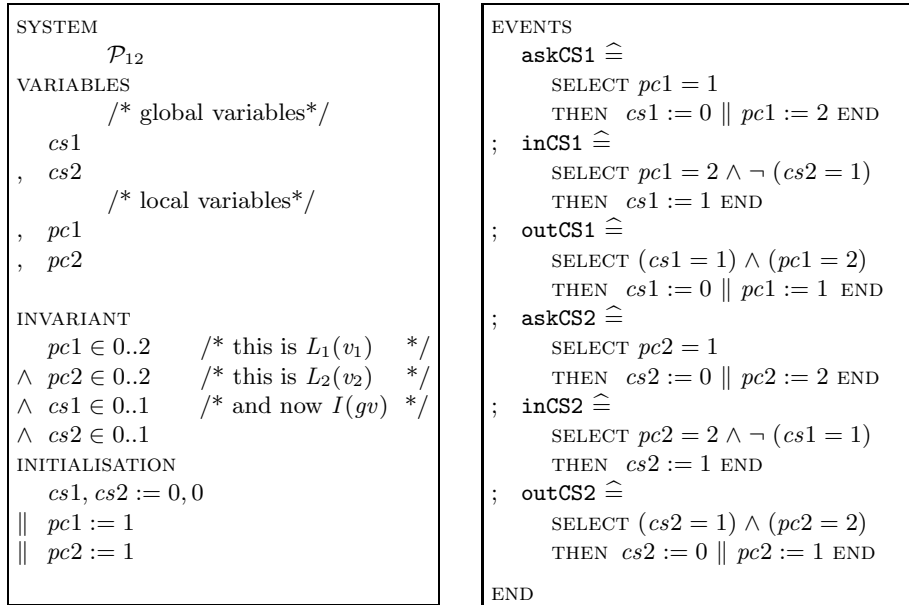 SYSTEM
𝒫₁₂
VARIABLES
/* global variables*/
cs1
, cs2
/* local variables*/
, pc1
, pc2
INVARIANT
pc1 ∈ 0..2 /* this is L₁(v₁) */
∧ pc2 ∈ 0..2 /* this is L₂(v₂) */
∧ cs1 ∈ 0..1 /* and now I(gv) */
∧ cs2 ∈ 0..1
INITIALISATION
cs1, cs2 := 0, 0
∥ pc1 := 1
∥ pc2 := 1
EVENTS
askCS1 ≙
SELECT pc1 = 1
THEN cs1 := 0 ∥ pc1 := 2 END
; inCS1 ≙
SELECT pc1 = 2 ∧ ¬ (cs2 = 1)
THEN cs1 := 1 END
; outCS1 ≙
SELECT (cs1 = 1) ∧ (pc1 = 2)
THEN cs1 := 0 ∥ pc1 := 1 END
; askCS2 ≙
SELECT pc2 = 1
THEN cs2 := 0 ∥ pc2 := 2 END
; inCS2 ≙
SELECT pc2 = 2 ∧ ¬ (cs1 = 1)
THEN cs2 := 1 END
; outCS2 ≙
SELECT (cs2 = 1) ∧ (pc2 = 2)
THEN cs2 := 0 ∥ pc2 := 1 END
END